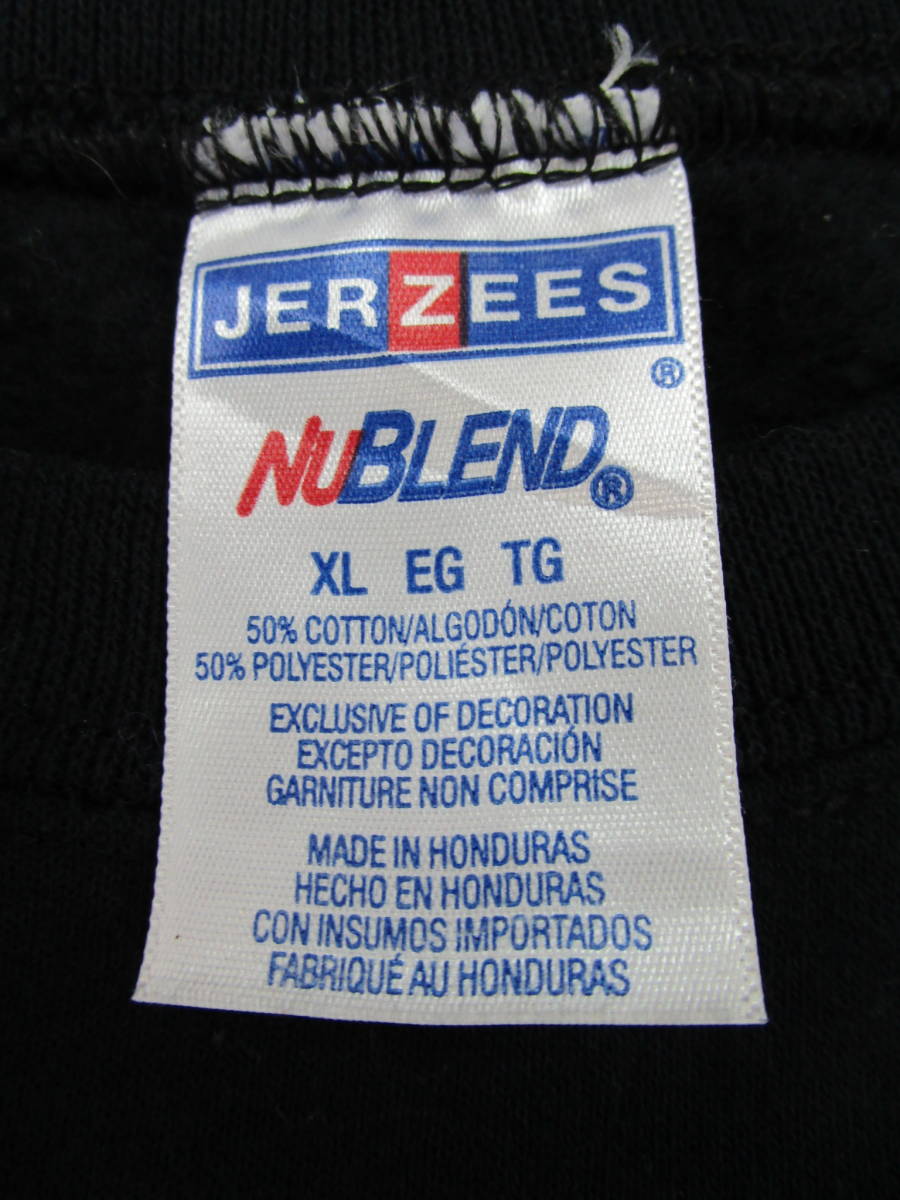 JERZEES
®
NUBLEND®
XL EG TG
50% COTTON/ALGODÓN/COTON
50% POLYESTER/POLIÉSTER/POLYESTER
EXCLUSIVE OF DECORATION
EXCEPTO DECORACIÓN
GARNITURE NON COMPRISE
MADE IN HONDURAS
HECHO EN HONDURAS
CON INSUMOS IMPORTADOS
FABRIQUÉ AU HONDURAS